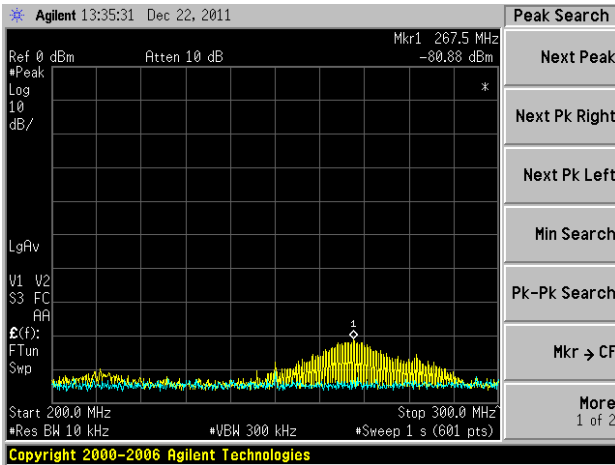 Agilent 13:35:31 Dec 22, 2011
Peak Search
Mkr1 267.5 MHz
Ref 0 dBm Atten 10 dB -80.88 dBm
#Peak
Log
10
dB/
*
LgAv
V1 V2
S3 FC
AA
£(f):
FTun
Swp
1
Start 200.0 MHz Stop 300.0 MHz^
#Res BW 10 kHz #VBW 300 kHz #Sweep 1 s (601 pts)
Copyright 2000-2006 Agilent Technologies
Next Peak
Next Pk Right
Next Pk Left
Min Search
Pk-Pk Search
Mkr → CF
More
1 of 2